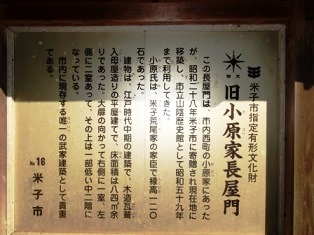 米子市指定有形文化財
旧小原家長屋門
この長屋門は、市内西町の小原家にあった
が、昭和二十八年米子市に寄贈され現在地に
移築し、市立山陰歴史館として昭和五十九年
まで利用してきた。
小原氏は、米子荒尾家の家臣で禄高一二〇
石であった。
建物は、江戸時代中期の建築で、木造瓦葺
入母屋造りの平屋建てで、床面積は八四㎡余
りであった。大扉の向かって右側に一室、左
側に二室あって、その上は一部低い中二階に
なっている。
市内に現存する唯一の武家建築として貴重
である。
No.16 米子市